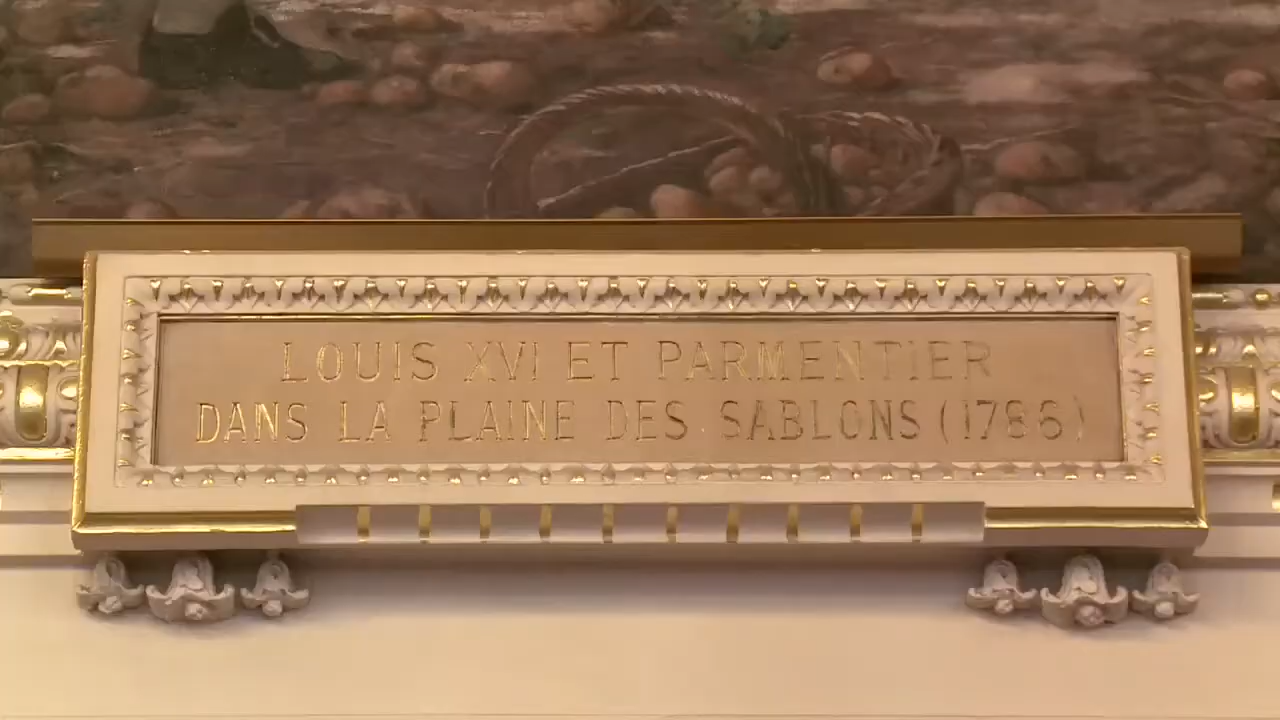 LOUIS XVI ET PARMENTIER
DANS LA PLAINE DES SABLONS (1786)